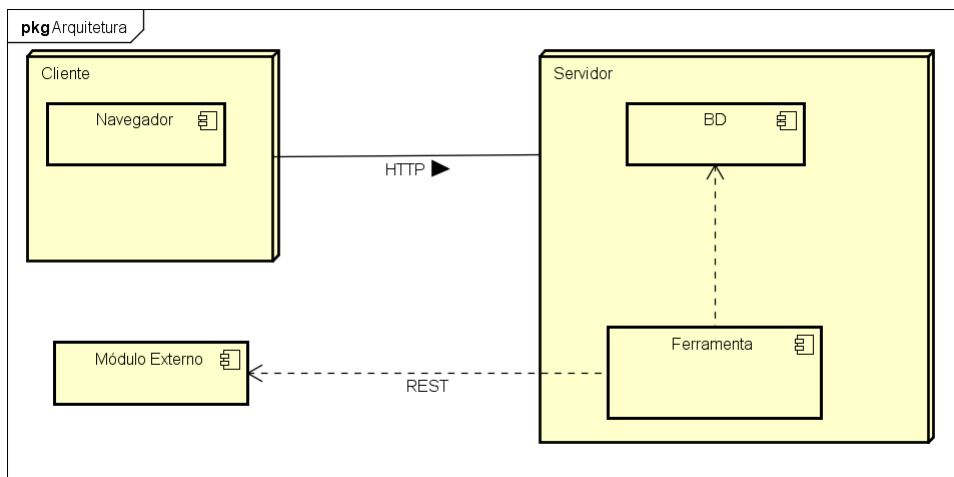 pkg Arquitetura
Cliente
Navegador
HTTP
Servidor
BD
Ferramenta
Módulo Externo
REST